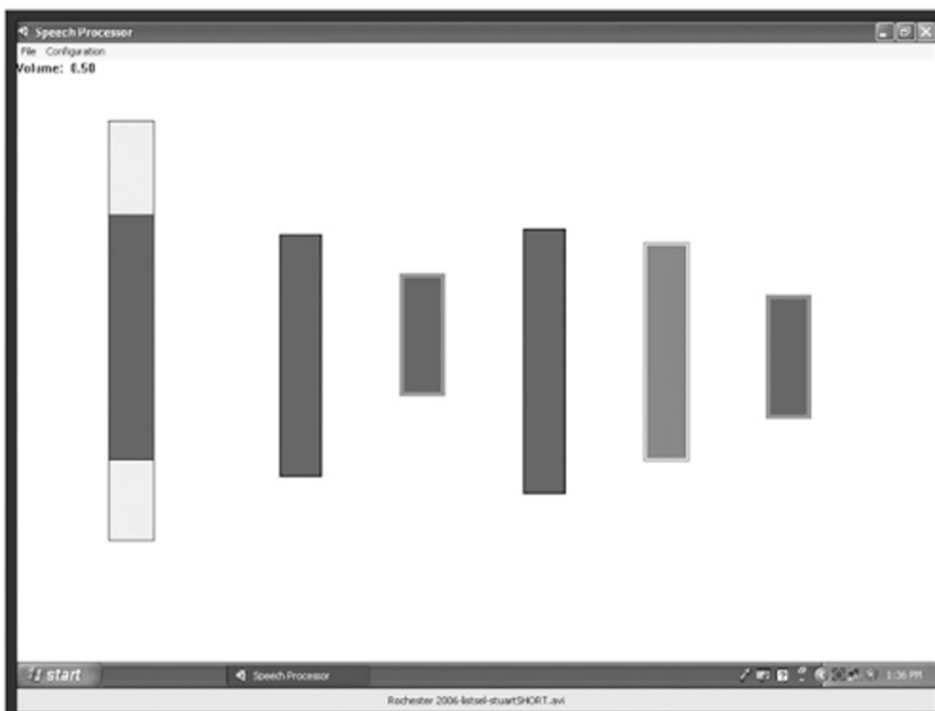 Speech Processor
File Configuration
Volume: 0.50
start
Speech Processor
1:36 PM
Rochester 2006-listsel-stuartSHORT.avi